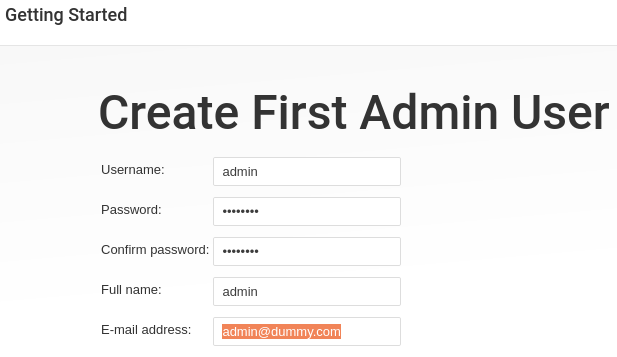 Getting Started
Create First Admin User
Username: admin
Password: ••••••••
Confirm password: ••••••••
Full name: admin
E-mail address: admin@dummy.com